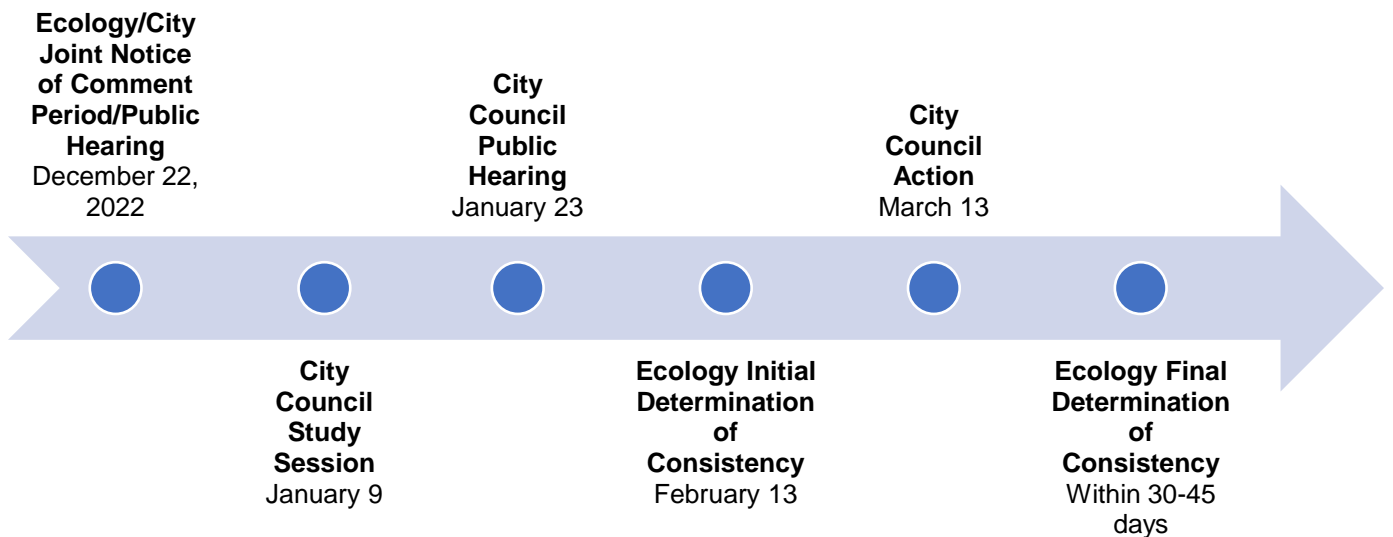 Ecology/City
Joint Notice
of Comment
Period/Public
Hearing
December 22,
2022
City
Council
Study
Session
January 9
City
Council
Public
Hearing
January 23
Ecology Initial
Determination
of
Consistency
February 13
City
Council
Action
March 13
Ecology Final
Determination
of
Consistency
Within 30-45
days